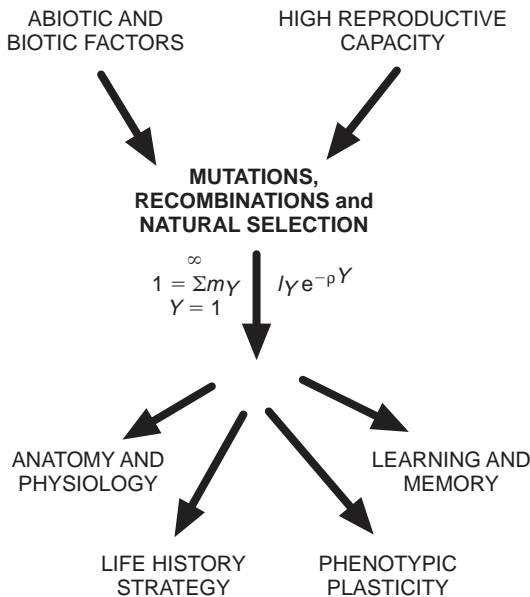 ABIOTIC AND
BIOTIC FACTORS
HIGH REPRODUCTIVE
CAPACITY
MUTATIONS,
RECOMBINATIONS and
NATURAL SELECTION
∞
1 = Σm_Y l_Y e^{−ρY}
Y = 1
ANATOMY AND
PHYSIOLOGY
LIFE HISTORY
STRATEGY
PHENOTYPIC
PLASTICITY
LEARNING AND
MEMORY